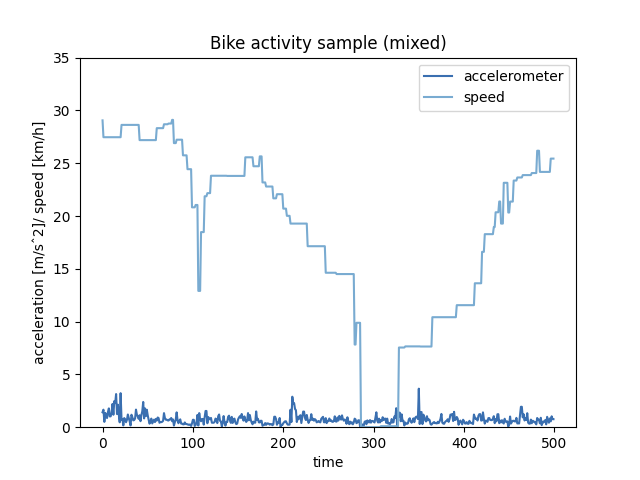 Bike activity sample (mixed)
accelerometer
speed
acceleration [m/s^2]/ speed [km/h]
35
30
25
20
15
10
5
0
0
100
200
300
400
500
time